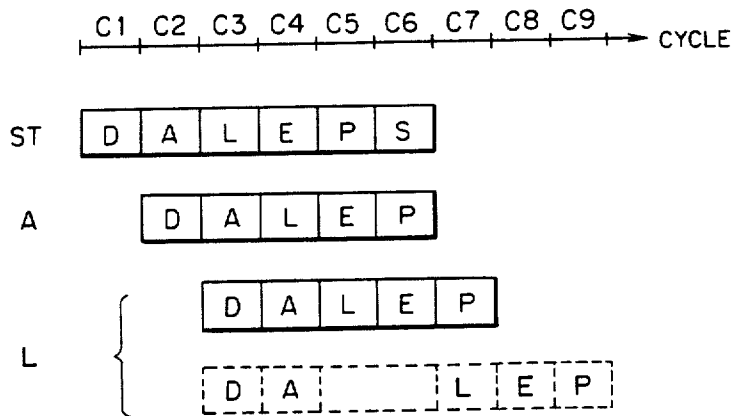 C1 C2 C3 C4 C5 C6 C7 C8 C9 CYCLE
ST D A L E P S
A D A L E P
D A L E P
L
D A L E P